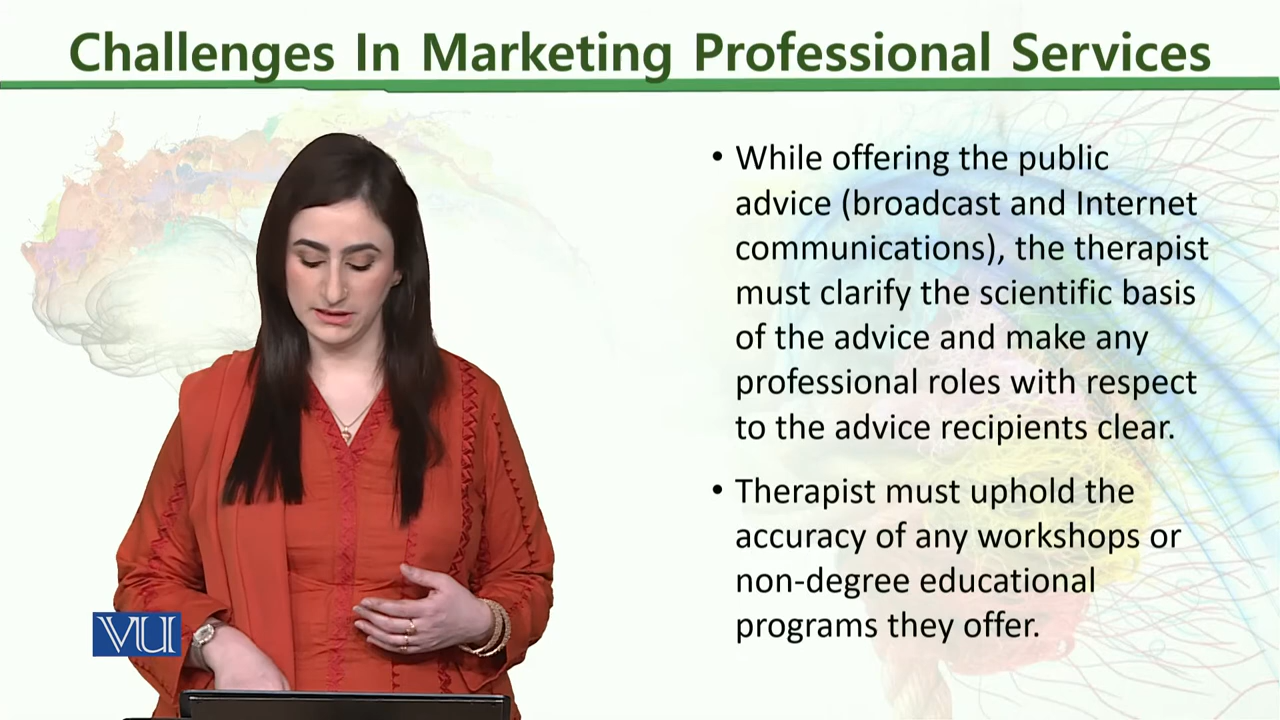 Challenges In Marketing Professional Services
• While offering the public
advice (broadcast and Internet
communications), the therapist
must clarify the scientific basis
of the advice and make any
professional roles with respect
to the advice recipients clear.
• Therapist must uphold the
accuracy of any workshops or
non-degree educational
programs they offer.
VU